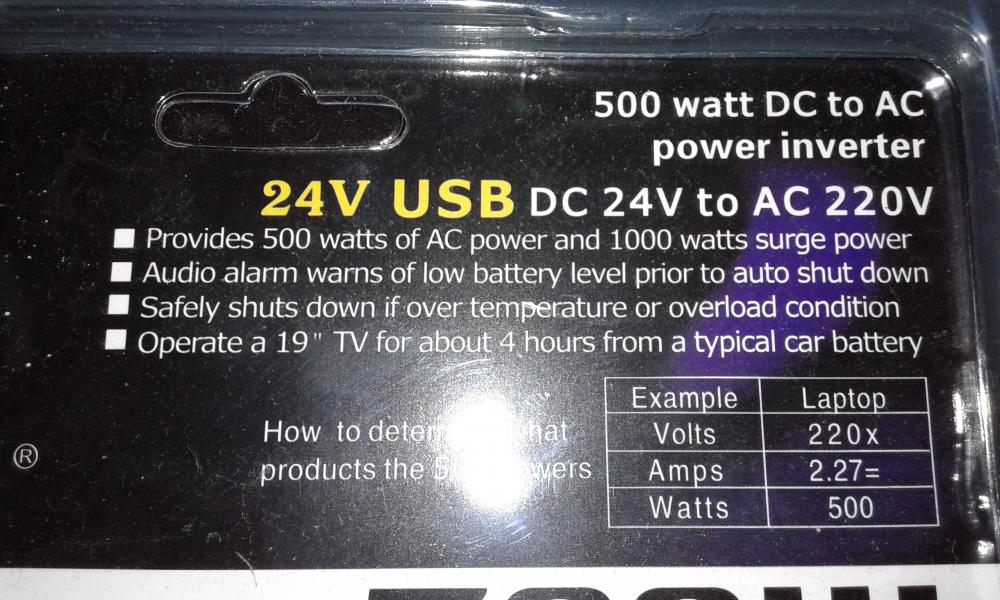 500 watt DC to AC
power inverter
24V USB DC 24V to AC 220V
Provides 500 watts of AC power and 1000 watts surge power
Audio alarm warns of low battery level prior to auto shut down
Safely shuts down if over temperature or overload condition
Operate a 19" TV for about 4 hours from a typical car battery
How to
products the
Example Laptop
Volts 220x
Amps 2.27=
Watts 500
®